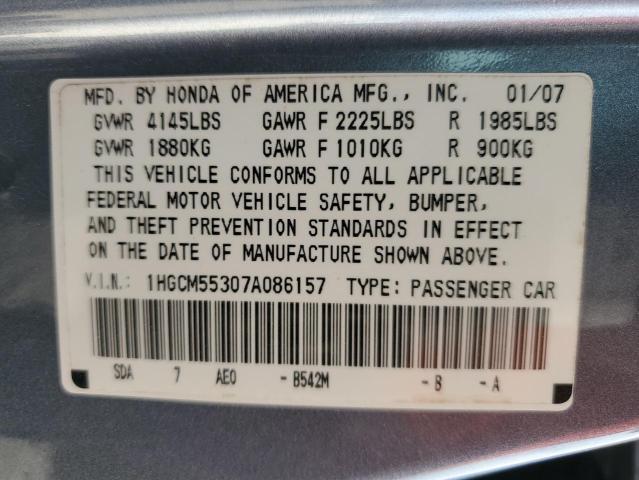 MFD. BY HONDA OF AMERICA MFG., INC. 01/07
GVWR 4145LBS GAWR F 2225LBS R 1985LBS
GVWR 1880KG GAWR F 1010KG R 900KG
THIS VEHICLE CONFORMS TO ALL APPLICABLE
FEDERAL MOTOR VEHICLE SAFETY, BUMPER,
AND THEFT PREVENTION STANDARDS IN EFFECT
ON THE DATE OF MANUFACTURE SHOWN ABOVE.
V.I.N.: 1HGCM55307A086157 TYPE: PASSENGER CAR
SDA 7 AE0 - B542M - B - A